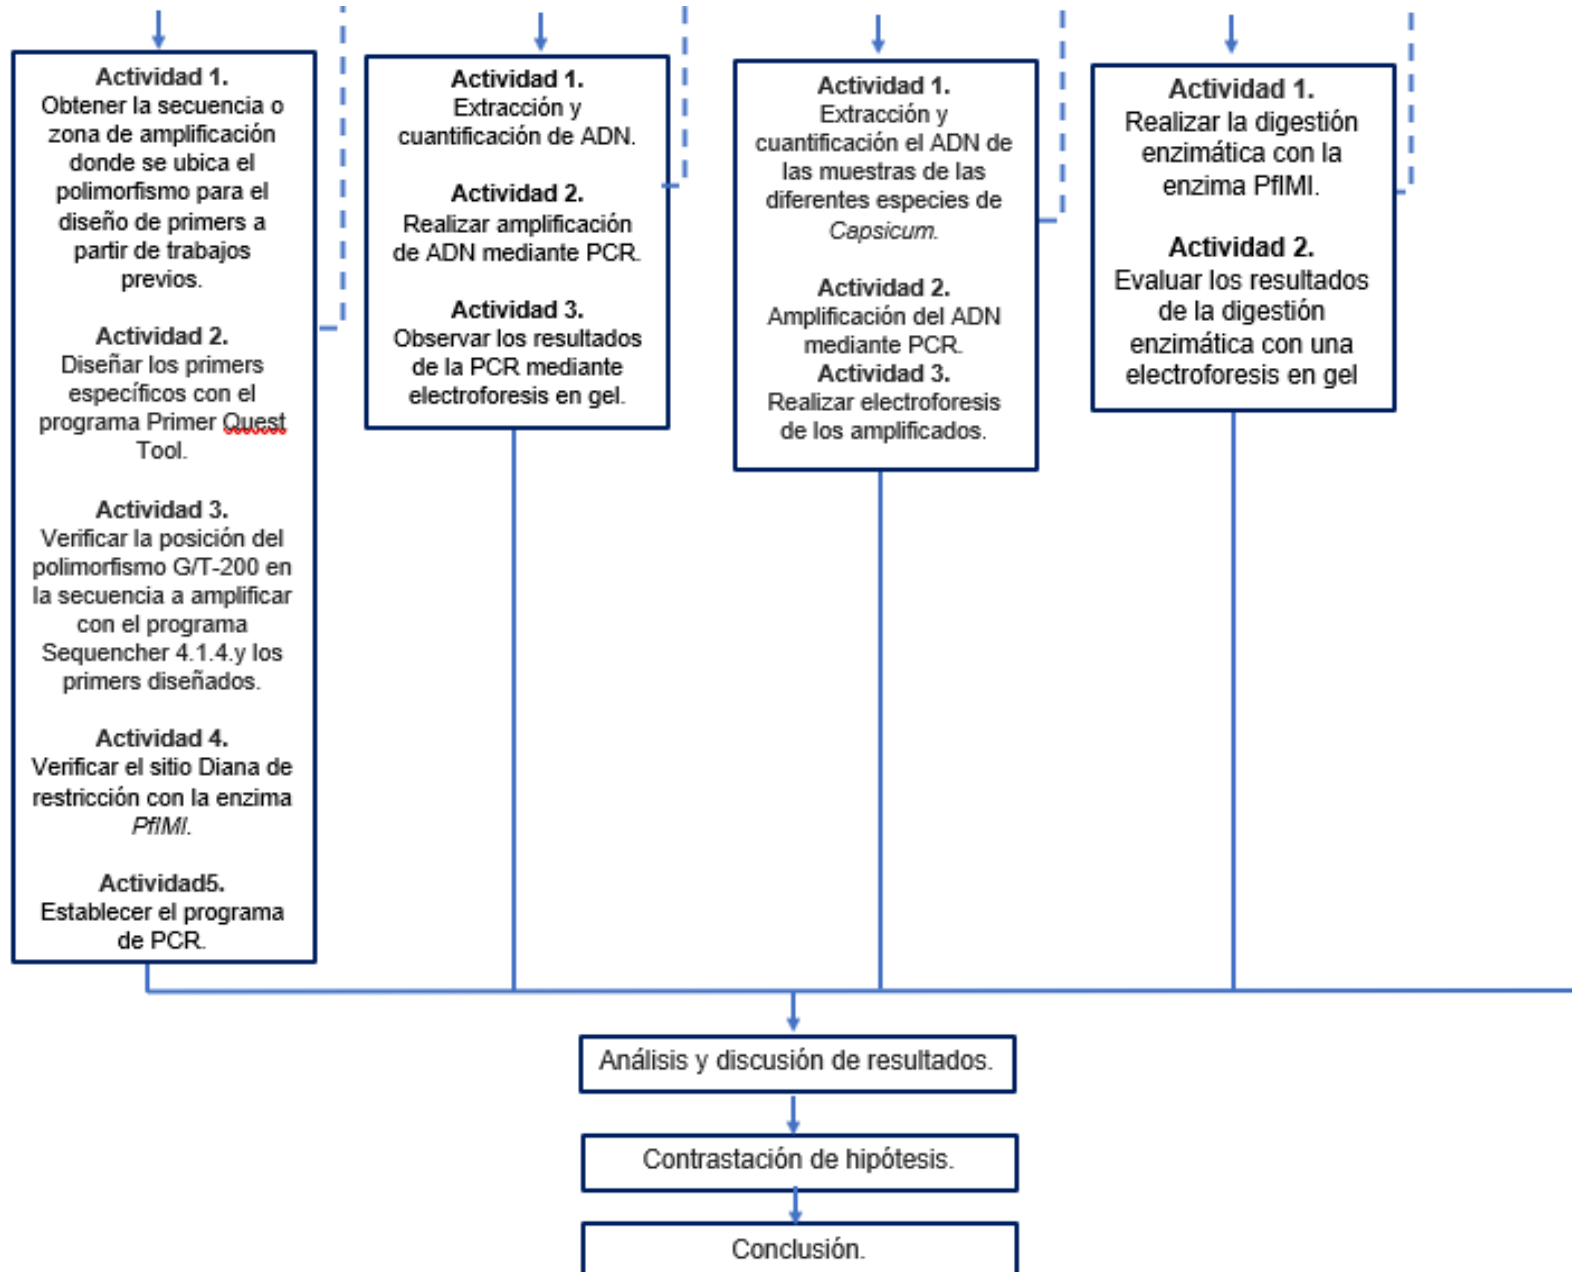 Actividad 1.
Obtener la secuencia o
zona de amplificación
donde se ubica el
polimorfismo para el
diseño de primers a
partir de trabajos
previos.
Actividad 2.
Diseñar los primers
específicos con el
programa Primer Quest
Tool.
Actividad 3.
Verificar la posición del
polimorfismo G/T-200 en
la secuencia a amplificar
con el programa
Sequencher 4.1.4.y los
primers diseñados.
Actividad 4.
Verificar el sitio Diana de
restricción con la enzima
PflMI.
Actividad5.
Establecer el programa
de PCR.
Actividad 1.
Extracción y
cuantificación de ADN.
Actividad 2.
Realizar amplificación
de ADN mediante PCR.
Actividad 3.
Observar los resultados
de la PCR mediante
electroforesis en gel.
Actividad 1.
Extracción y
cuantificación el ADN de
las muestras de las
diferentes especies de
Capsicum.
Actividad 2.
Amplificación del ADN
mediante PCR.
Actividad 3.
Realizar electroforesis
de los amplificados.
Actividad 1.
Realizar la digestión
enzimática con la
enzima PflMI.
Actividad 2.
Evaluar los resultados
de la digestión
enzimática con una
electroforesis en gel
Análisis y discusión de resultados.
Contrastación de hipótesis.
Conclusión.